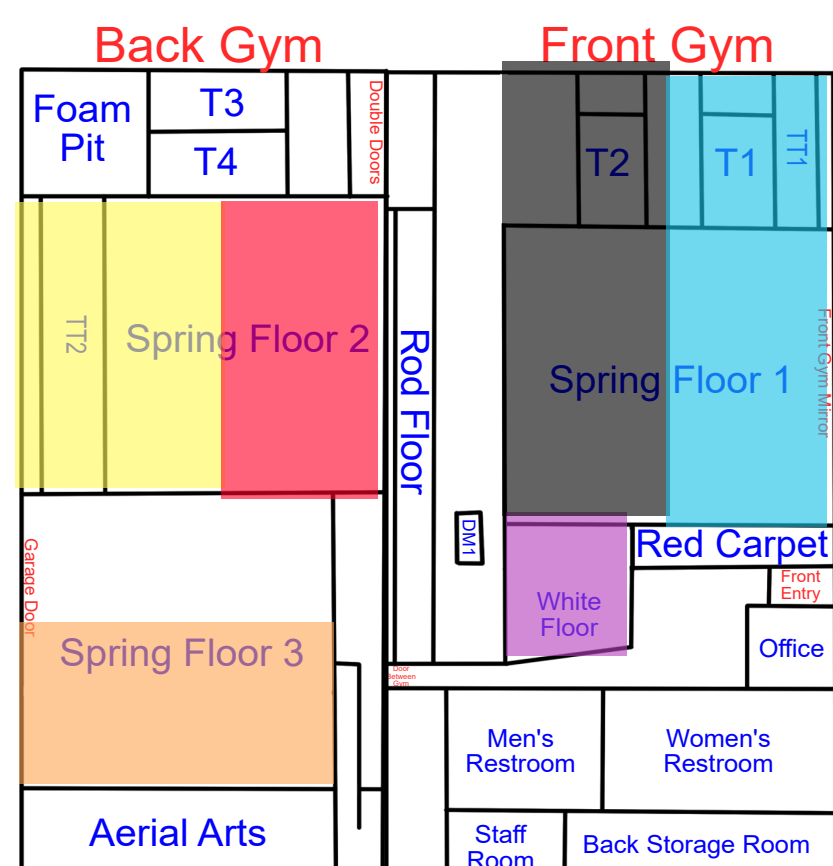 Back Gym
Front Gym
Foam
Pit
T3
T4
Double Doors
T2
T1
TT1
TT2
Spring Floor 2
Rod Floor
Spring Floor 1
Front Gym Mirror
DM1
Red Carpet
Garage Door
White
Floor
Front
Entry
Spring Floor 3
Office
Door
Between
Gym
Men's
Restroom
Women's
Restroom
Aerial Arts
Staff
Room
Back Storage Room